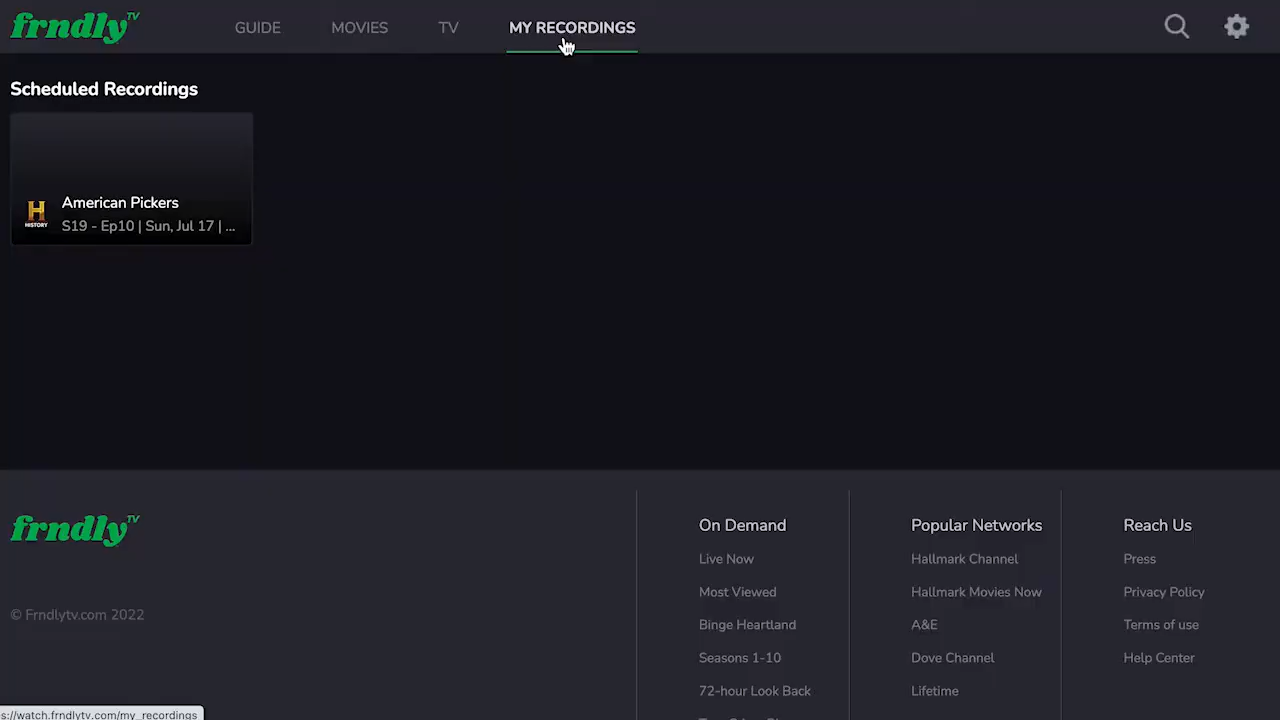 frndly TV
GUIDE
MOVIES
TV
MY RECORDINGS
Scheduled Recordings
H
HISTORY
American Pickers
S19 - Ep10 | Sun, Jul 17 | ...
frndly TV
© Frndlytv.com 2022
On Demand
Live Now
Most Viewed
Binge Heartland
Seasons 1-10
72-hour Look Back
Popular Networks
Hallmark Channel
Hallmark Movies Now
A&E
Dove Channel
Lifetime
Reach Us
Press
Privacy Policy
Terms of use
Help Center
s://watch.frndlytv.com/my_recordings